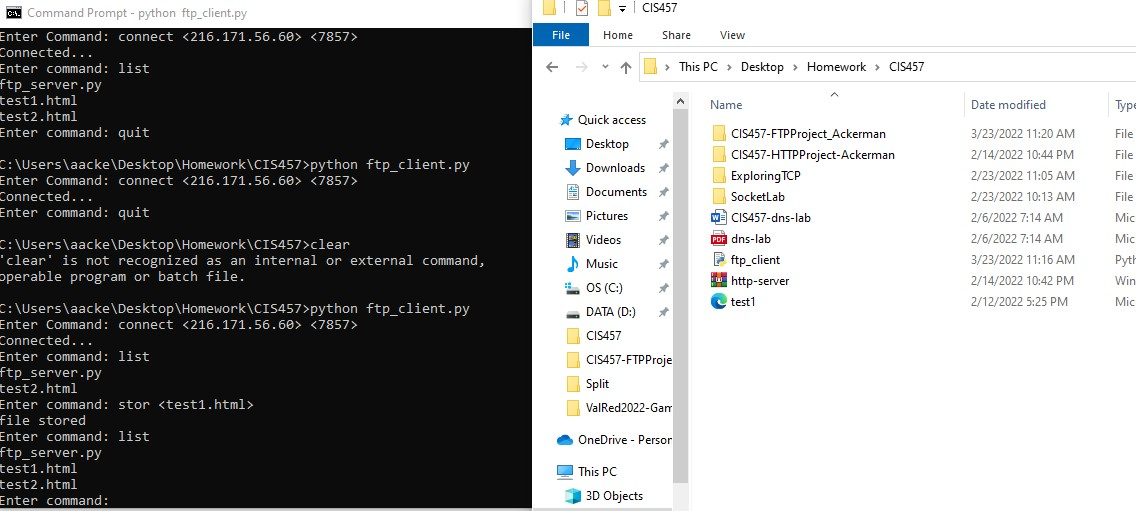 Command Prompt - python  ftp_client.py
Enter Command: connect <216.171.56.60> <7857>
Connected...
Enter command: list
ftp_server.py
test1.html
test2.html
Enter command: quit
C:\Users\aacke\Desktop\Homework\CIS457>python ftp_client.py
Enter Command: connect <216.171.56.60> <7857>
Connected...
Enter command: quit
C:\Users\aacke\Desktop\Homework\CIS457>clear
'clear' is not recognized as an internal or external command,
operable program or batch file.
C:\Users\aacke\Desktop\Homework\CIS457>python ftp_client.py
Enter Command: connect <216.171.56.60> <7857>
Connected...
Enter command: list
ftp_server.py
test2.html
Enter command: stor <test1.html>
file stored
Enter command: list
ftp_server.py
test1.html
test2.html
Enter command:
CIS457
File Home Share View
This PC > Desktop > Homework > CIS457
Quick access
Desktop
Downloads
Documents
Pictures
Videos
Music
OS (C:)
DATA (D:)
CIS457
CIS457-FTPProje
Split
ValRed2022-Gam
OneDrive - Person
This PC
3D Objects
Name Date modified Type
CIS457-FTPProject_Ackerman 3/23/2022 11:20 AM File
CIS457-HTTPProject-Ackerman 2/14/2022 10:44 PM File
ExploringTCP 2/23/2022 11:05 AM File
SocketLab 2/23/2022 10:13 AM File
CIS457-dns-lab 2/6/2022 7:14 AM Mic
dns-lab 2/6/2022 7:14 AM Mic
ftp_client 3/23/2022 11:16 AM Pyth
http-server 2/14/2022 10:42 PM Win
test1 2/12/2022 5:25 PM Mic